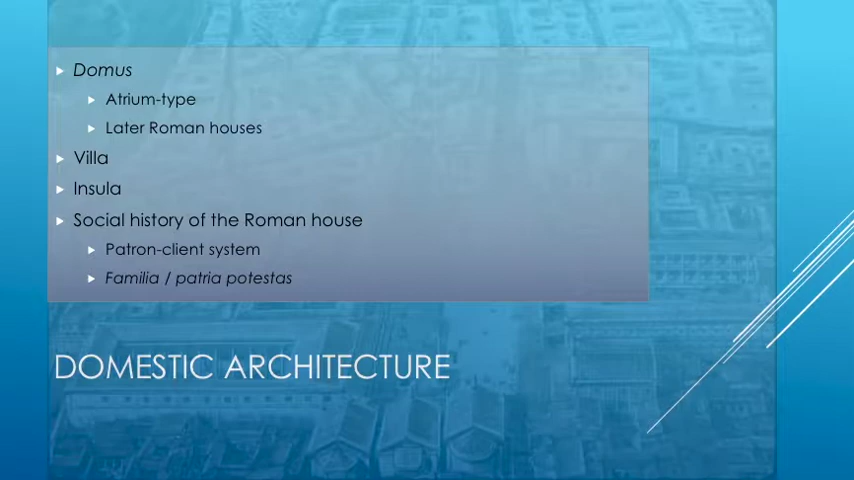 Domus
Atrium-type
Later Roman houses
Villa
Insula
Social history of the Roman house
Patron-client system
Familia / patria potestas
DOMESTIC ARCHITECTURE